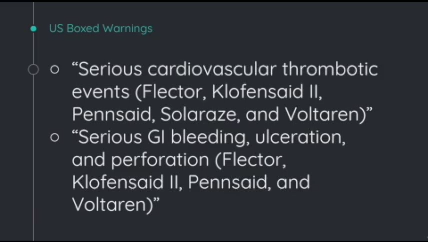 US Boxed Warnings
“Serious cardiovascular thrombotic
events (Flector, Klofensaid II,
Pennsaid, Solaraze, and Voltaren)”
“Serious GI bleeding, ulceration,
and perforation (Flector,
Klofensaid II, Pennsaid, and
Voltaren)”